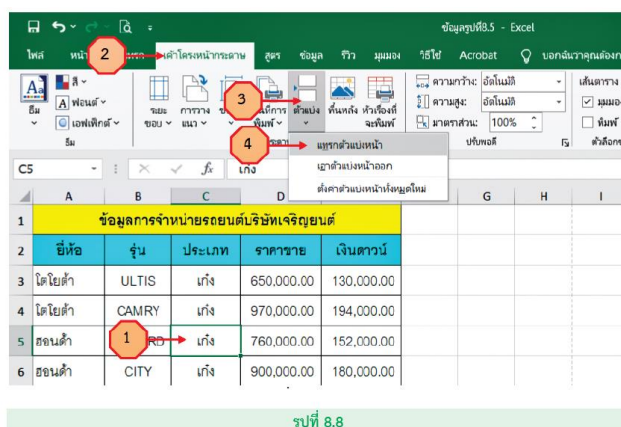 ข้อมูลรูปที่8.5 - Excel
ไฟล์ หน้า 2 เค้าโครงหน้ากระดาษ สูตร ข้อมูล รีวิว มุมมอง วิธีใช้ Acrobat บอกฉันว่าคุณต้อง
Aa สี ความกว้าง: อัตโนมัติ เส้นตาราง
A ฟอนต์ 3 ความสูง: อัตโนมัติ มุมมอ
ธีม เอฟเฟ็กต์ ระยะขอบ การวางแนว พิมพ์ ตัวแบ่ง พื้นหลัง หัวเรื่องที่จะพิมพ์ มาตราส่วน: 100% พิมพ์
ธีม 4 แทรกตัวแบ่งหน้า ปรับพอดี ตัวเลือกข
C5 fx เก๋ง เอาตัวแบ่งหน้าออก
ตั้งค่าตัวแบ่งหน้าทั้งหมดใหม่
A B C D G H I
1 ข้อมูลการจำหน่ายรถยนต์บริษัทเจริญยนต์
2 ยี่ห้อ รุ่น ประเภท ราคาขาย เงินดาวน์
3 โตโยต้า ULTIS เก๋ง 650,000.00 130,000.00
4 โตโยต้า CAMRY เก๋ง 970,000.00 194,000.00
5 ฮอนด้า 1 RD เก๋ง 760,000.00 152,000.00
6 ฮอนด้า CITY เก๋ง 900,000.00 180,000.00
รูปที่ 8.8